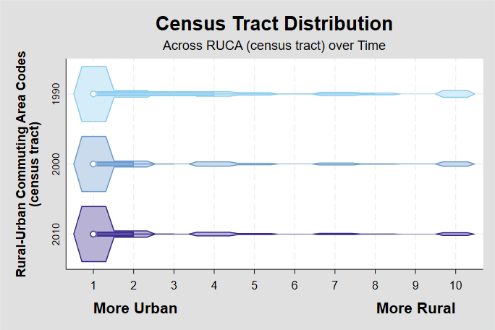 Census Tract Distribution
Across RUCA (census tract) over Time
Rural-Urban Commuting Area Codes
(census tract)
1990
2000
2010
1 2 3 4 5 6 7 8 9 10
More Urban More Rural